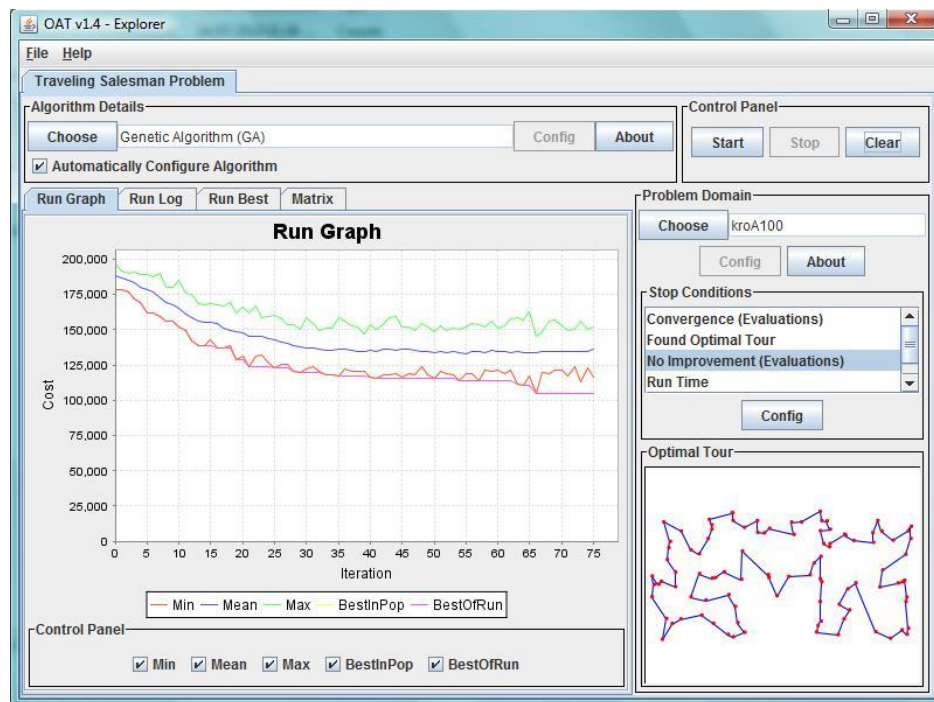 OAT v1.4 - Explorer
File Help
Traveling Salesman Problem
Algorithm Details
Choose Genetic Algorithm (GA) Config About
Automatically Configure Algorithm
Control Panel
Start Stop Clear
Run Graph Run Log Run Best Matrix
Run Graph
200,000
175,000
150,000
125,000
100,000
75,000
50,000
25,000
0
Cost
0 5 10 15 20 25 30 35 40 45 50 55 60 65 70 75
Iteration
Min Mean Max BestInPop BestOfRun
Control Panel
Min Mean Max BestInPop BestOfRun
Problem Domain
Choose kroA100
Config About
Stop Conditions
Convergence (Evaluations)
Found Optimal Tour
No Improvement (Evaluations)
Run Time
Config
Optimal Tour